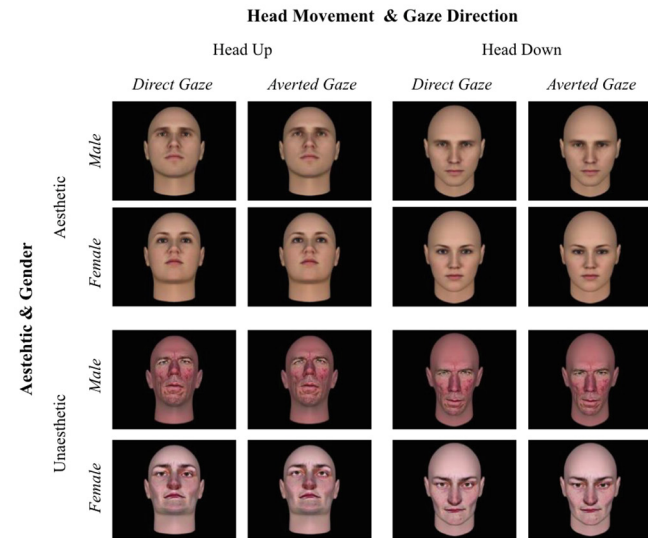 Head Movement & Gaze Direction
Head Up
Head Down
Direct Gaze
Averted Gaze
Direct Gaze
Averted Gaze
Aestehtic & Gender
Aesthetic
Male
Female
Unaesthetic
Male
Female